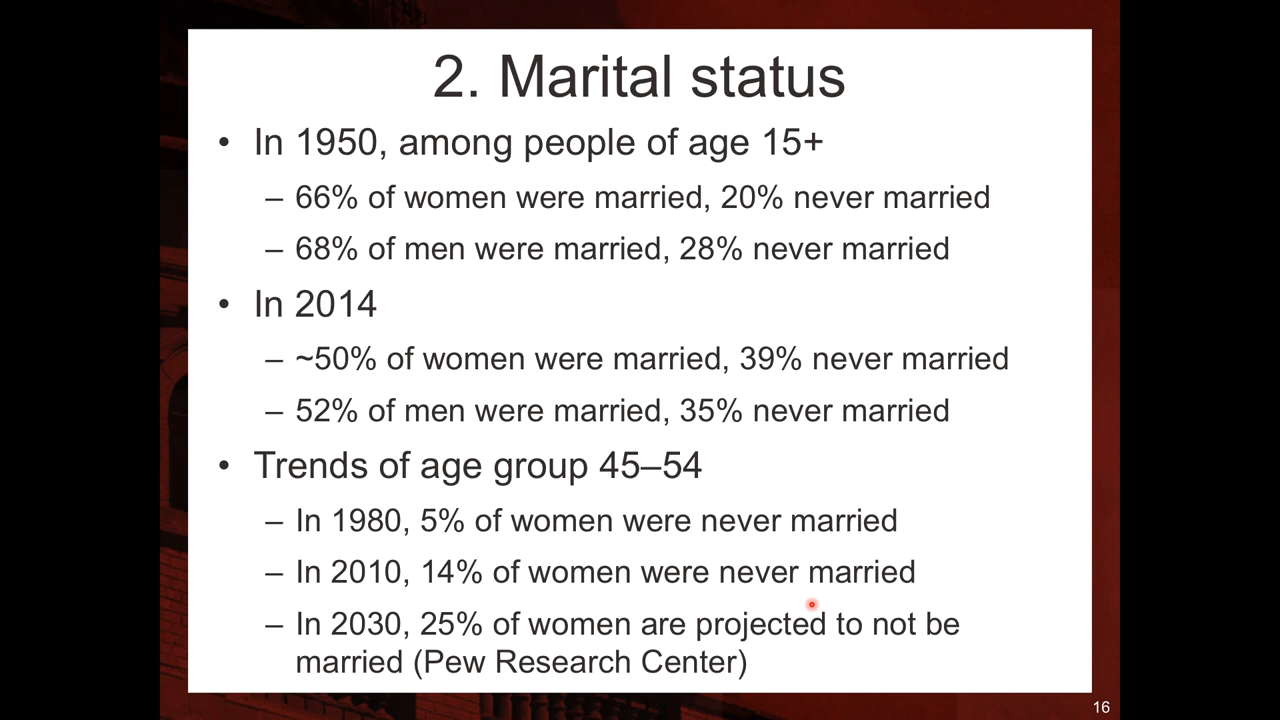 2. Marital status
• In 1950, among people of age 15+
– 66% of women were married, 20% never married
– 68% of men were married, 28% never married
• In 2014
– ~50% of women were married, 39% never married
– 52% of men were married, 35% never married
• Trends of age group 45–54
– In 1980, 5% of women were never married
– In 2010, 14% of women were never married
– In 2030, 25% of women are projected to not be
married (Pew Research Center)
16